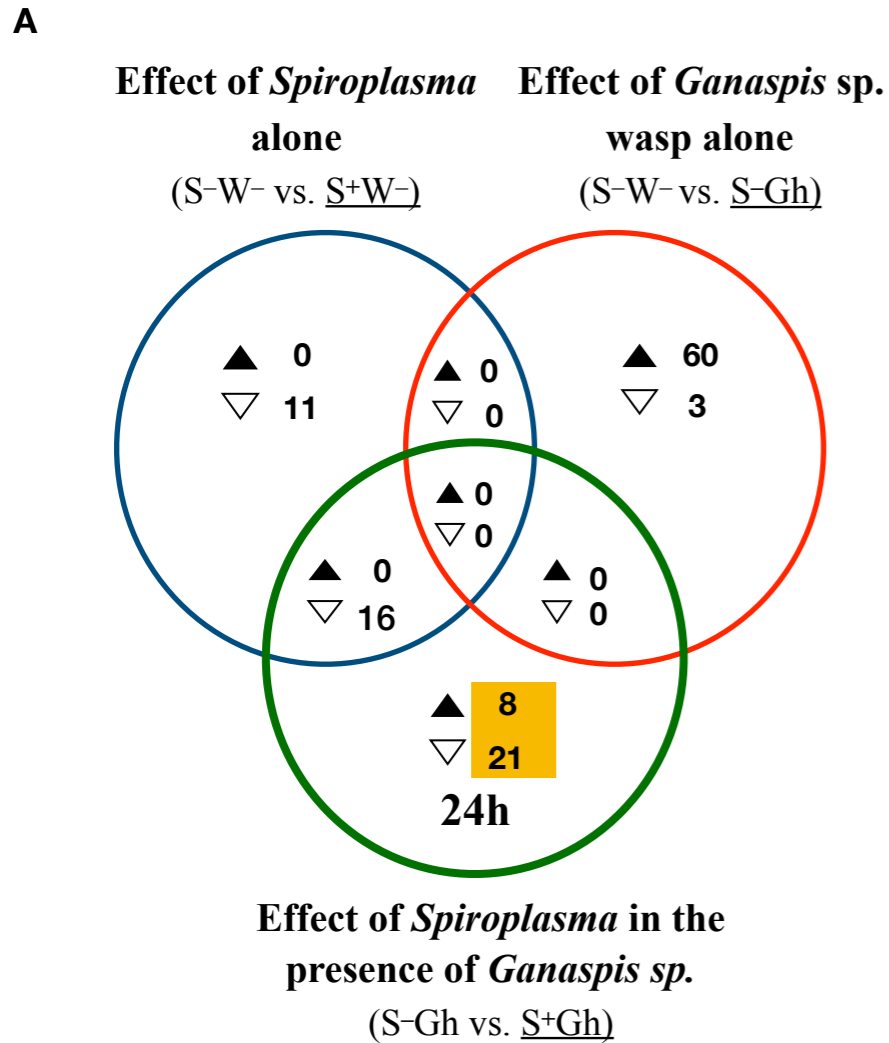 A
Effect of Spiroplasma
alone
(S–W– vs. S+W–)
Effect of Ganaspis sp.
wasp alone
(S–W– vs. S–Gh)
▲ 0
▽ 11
▲ 0
▽ 0
▲ 60
▽ 3
▲ 0
▽ 0
▲ 0
▽ 16
▲ 0
▽ 0
▲ 8
▽ 21
24h
Effect of Spiroplasma in the
presence of Ganaspis sp.
(S–Gh vs. S+Gh)